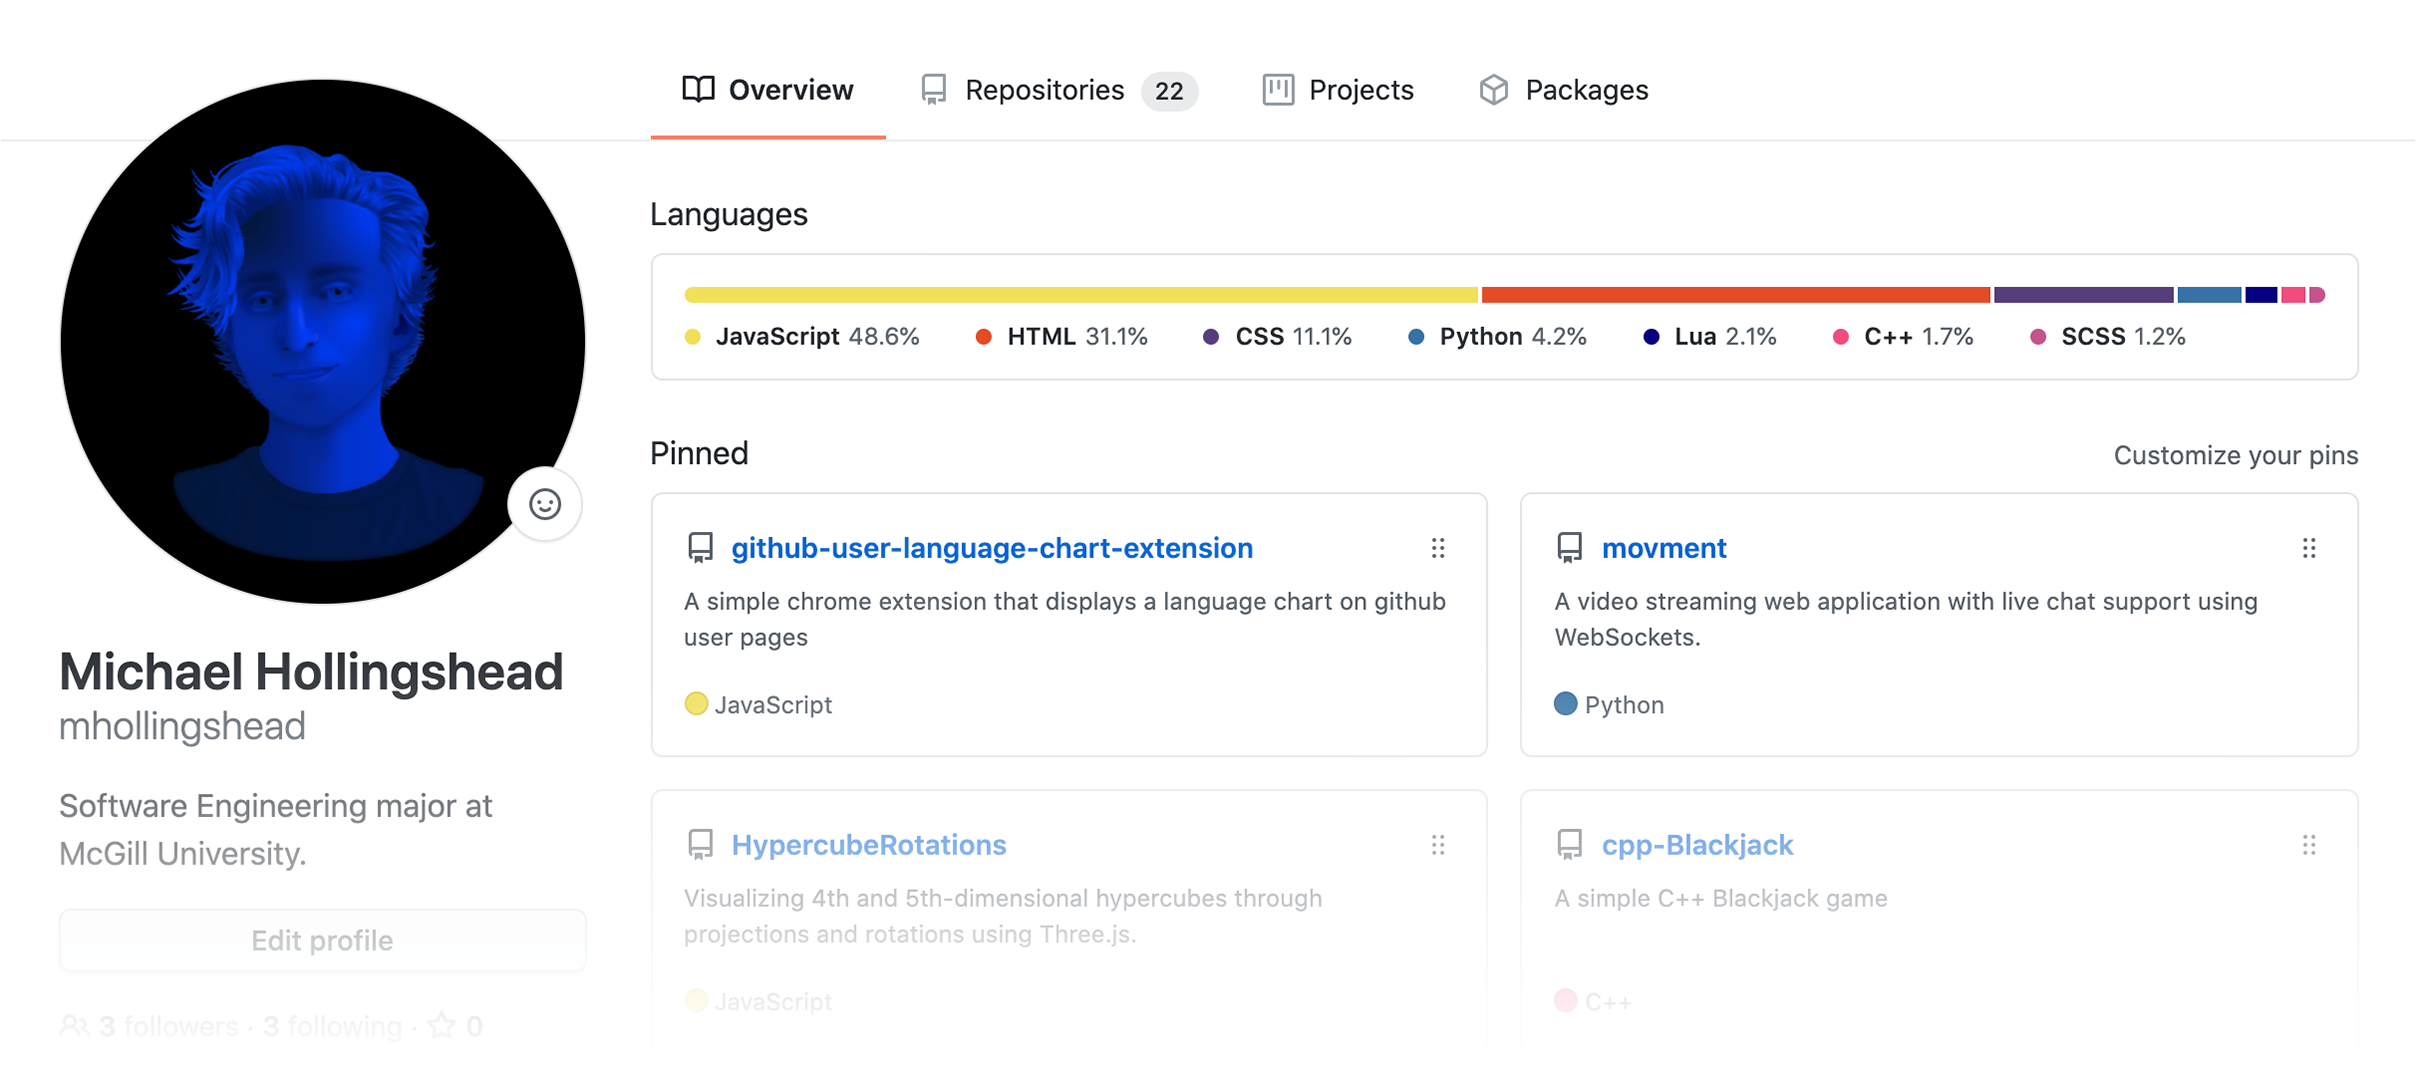 Overview Repositories 22 Projects Packages
Languages
JavaScript 48.6% HTML 31.1% CSS 11.1% Python 4.2% Lua 2.1% C++ 1.7% SCSS 1.2%
Pinned Customize your pins
github-user-language-chart-extension
A simple chrome extension that displays a language chart on github
user pages
JavaScript
movment
A video streaming web application with live chat support using
WebSockets.
Python
HypercubeRotations
Visualizing 4th and 5th-dimensional hypercubes through
projections and rotations using Three.js.
JavaScript
cpp-Blackjack
A simple C++ Blackjack game
C++
Michael Hollingshead
mhollingshead
Software Engineering major at
McGill University.
Edit profile
3 followers · 3 following · 0